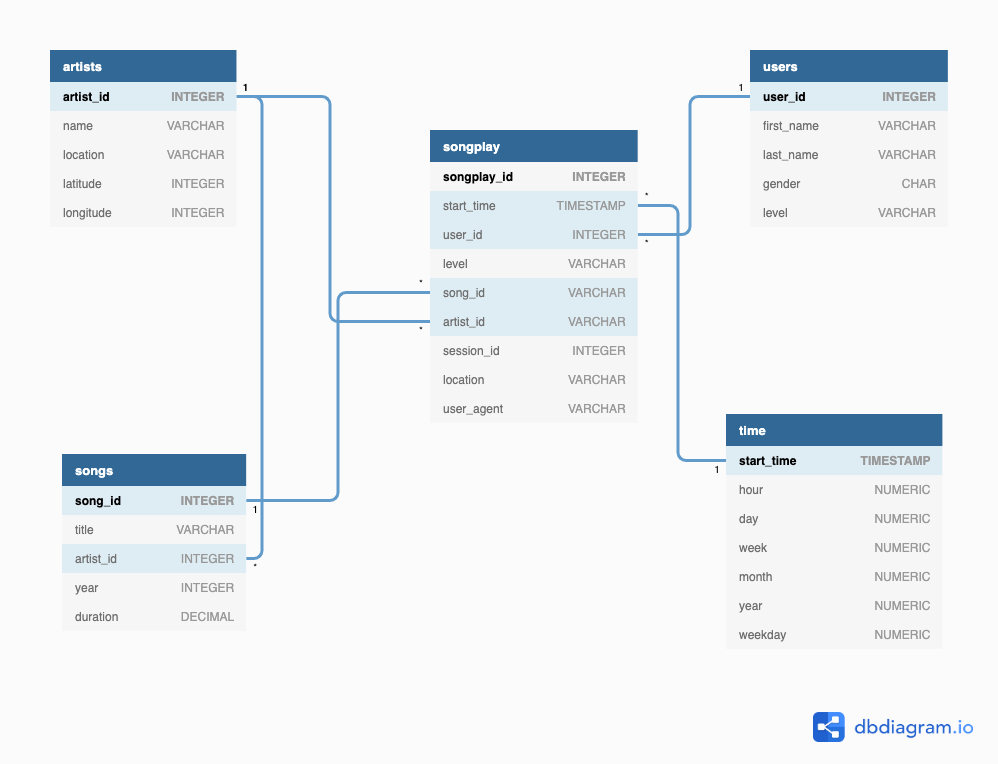 artists
artist_id INTEGER
name VARCHAR
location VARCHAR
latitude INTEGER
longitude INTEGER
1
users
1
user_id INTEGER
first_name VARCHAR
last_name VARCHAR
gender CHAR
level VARCHAR
songplay
songplay_id INTEGER
start_time TIMESTAMP
*
user_id INTEGER
*
level VARCHAR
*
song_id VARCHAR
artist_id VARCHAR
*
session_id INTEGER
location VARCHAR
user_agent VARCHAR
songs
song_id INTEGER
1
title VARCHAR
artist_id INTEGER
*
year INTEGER
duration DECIMAL
time
start_time TIMESTAMP
1
hour NUMERIC
day NUMERIC
week NUMERIC
month NUMERIC
year NUMERIC
weekday NUMERIC
dbdiagram.io